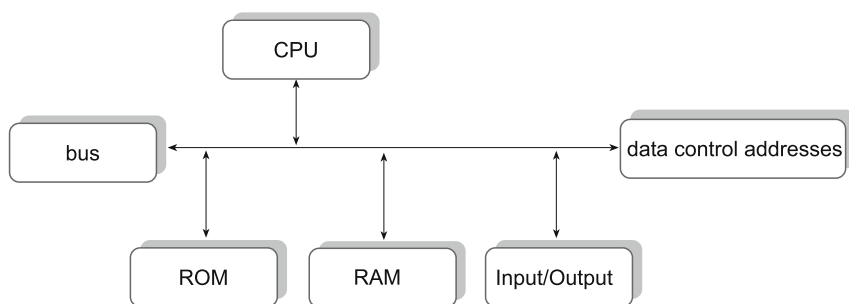 CPU
bus
data control addresses
ROM
RAM
Input/Output